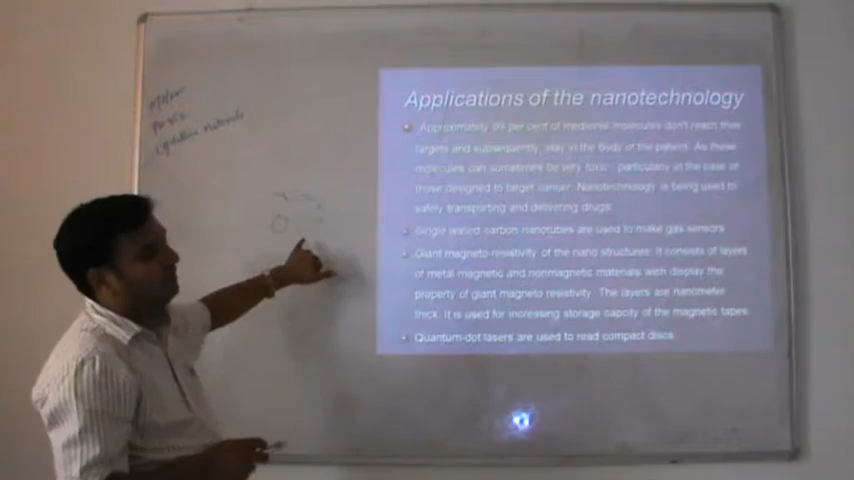 Applications of the nanotechnology
Approximately 99 per cent of medicinal molecules don't reach their
targets and subsequently, stay in the body of the patient. As these
molecules can sometimes be very toxic particularly in the case of
those designed to target cancer. Nanotechnology is being used to
safely transporting and delivering drugs
Single walled carbon nanotubes are used to make gas sensors
Giant magneto-resistivity of the nano structures: It consists of layers
of metal magnetic and nonmagnetic materials wich display the
property of giant magneto resistivity. The layers are nanometer
thick. It is used for increasing storage capcity of the magnetic tapes.
Quantum-dot lasers are used to read compact discs